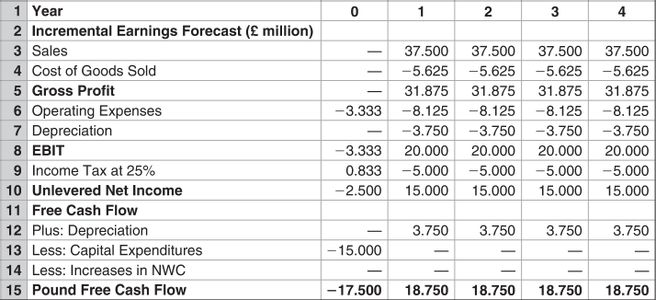 1 Year 0 1 2 3 4
2 Incremental Earnings Forecast (£ million)
3 Sales — 37.500 37.500 37.500 37.500
4 Cost of Goods Sold — −5.625 −5.625 −5.625 −5.625
5 Gross Profit — 31.875 31.875 31.875 31.875
6 Operating Expenses −3.333 −8.125 −8.125 −8.125 −8.125
7 Depreciation — −3.750 −3.750 −3.750 −3.750
8 EBIT −3.333 20.000 20.000 20.000 20.000
9 Income Tax at 25% 0.833 −5.000 −5.000 −5.000 −5.000
10 Unlevered Net Income −2.500 15.000 15.000 15.000 15.000
11 Free Cash Flow
12 Plus: Depreciation — 3.750 3.750 3.750 3.750
13 Less: Capital Expenditures −15.000 — — — —
14 Less: Increases in NWC — — — — —
15 Pound Free Cash Flow −17.500 18.750 18.750 18.750 18.750